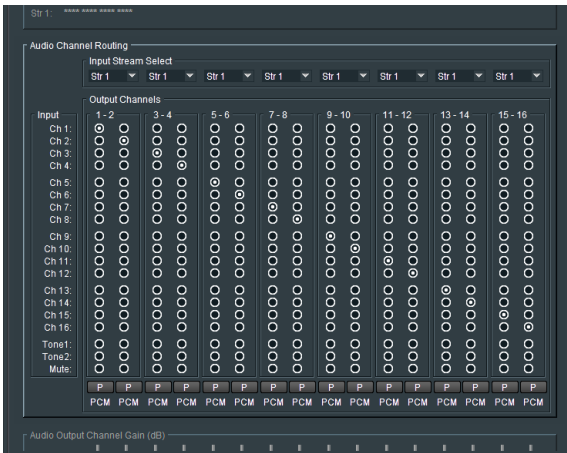 Str 1: **** **** **** ****
Audio Channel Routing
Input Stream Select
Str 1 Str 1 Str 1 Str 1 Str 1 Str 1 Str 1 Str 1
Output Channels
Input 1 - 2 3 - 4 5 - 6 7 - 8 9 - 10 11 - 12 13 - 14 15 - 16
Ch 1:
Ch 2:
Ch 3:
Ch 4:
Ch 5:
Ch 6:
Ch 7:
Ch 8:
Ch 9:
Ch 10:
Ch 11:
Ch 12:
Ch 13:
Ch 14:
Ch 15:
Ch 16:
Tone1:
Tone2:
Mute:
P P P P P P P P P P P P P P P P
PCM PCM PCM PCM PCM PCM PCM PCM PCM PCM PCM PCM PCM PCM PCM PCM
Audio Output Channel Gain (dB)